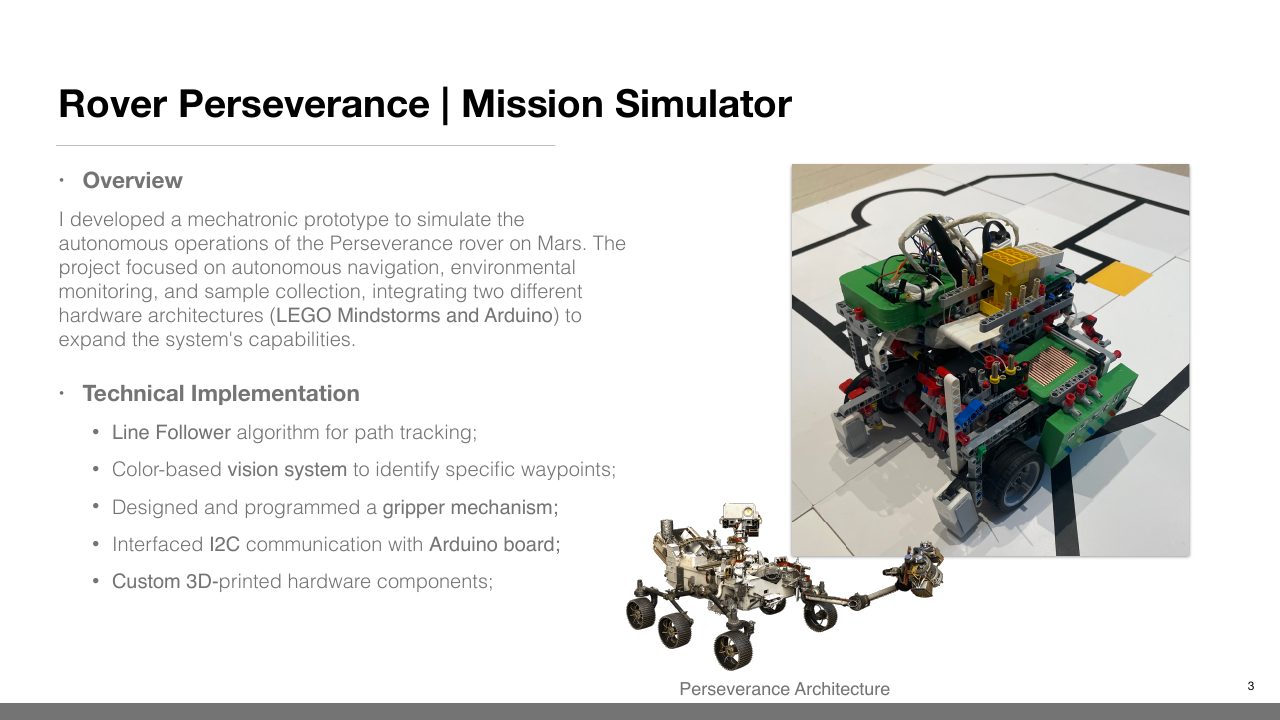 Rover Perseverance | Mission Simulator
• Overview
I developed a mechatronic prototype to simulate the
autonomous operations of the Perseverance rover on Mars. The
project focused on autonomous navigation, environmental
monitoring, and sample collection, integrating two different
hardware architectures (LEGO Mindstorms and Arduino) to
expand the system's capabilities.
• Technical Implementation
• Line Follower algorithm for path tracking;
• Color-based vision system to identify specific waypoints;
• Designed and programmed a gripper mechanism;
• Interfaced I2C communication with Arduino board;
• Custom 3D-printed hardware components;
Perseverance Architecture
3